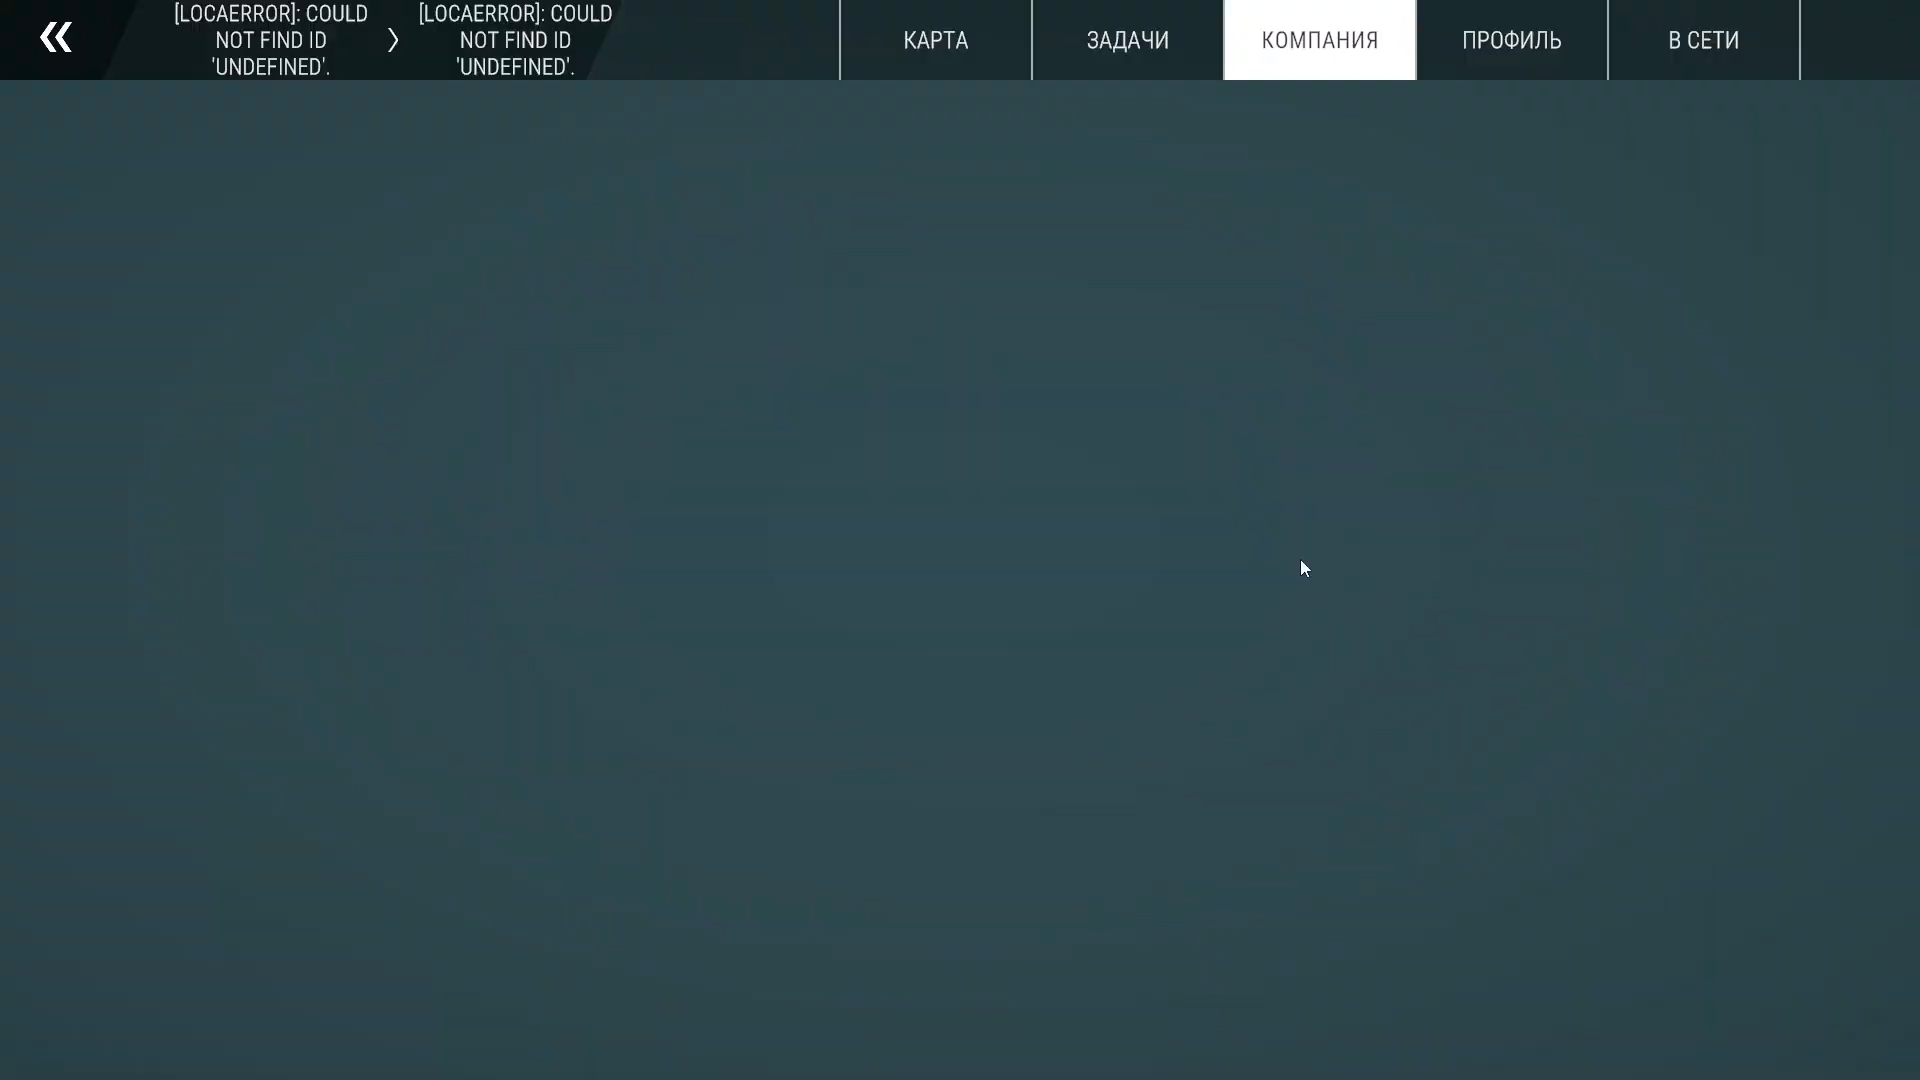 [LOCAERROR]: COULD
NOT FIND ID
'UNDEFINED'.
[LOCAERROR]: COULD
NOT FIND ID
'UNDEFINED'.
КАРТА
ЗАДАЧИ
КОМПАНИЯ
ПРОФИЛЬ
В СЕТИ